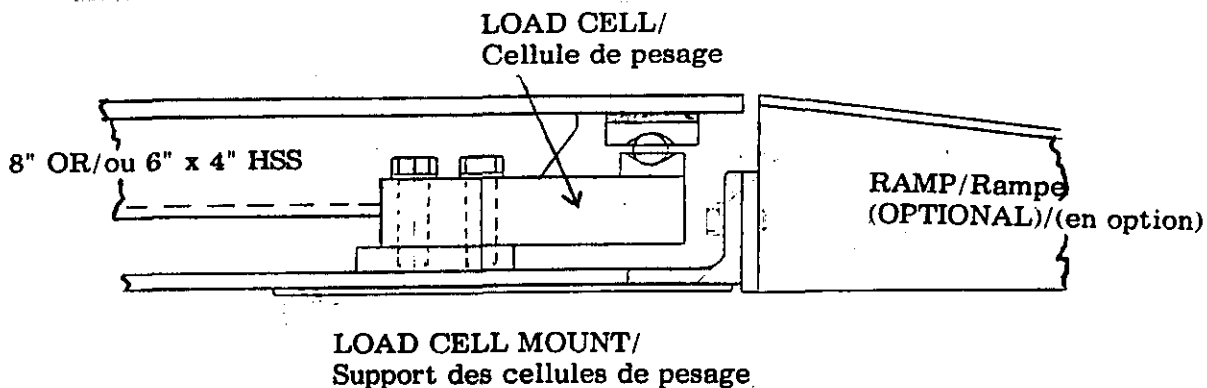 LOAD CELL/
Cellule de pesage
8" OR/ou 6" x 4" HSS
RAMP/Rampe
(OPTIONAL)/(en option)
LOAD CELL MOUNT/
Support des cellules de pesage